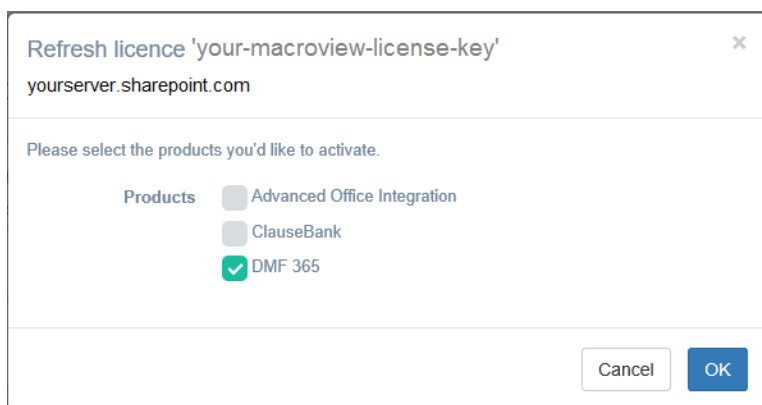 Refresh licence 'your-macroview-license-key'
×
yourserver.sharepoint.com
Please select the products you'd like to activate.
Products
Advanced Office Integration
ClauseBank
DMF 365
Cancel
OK